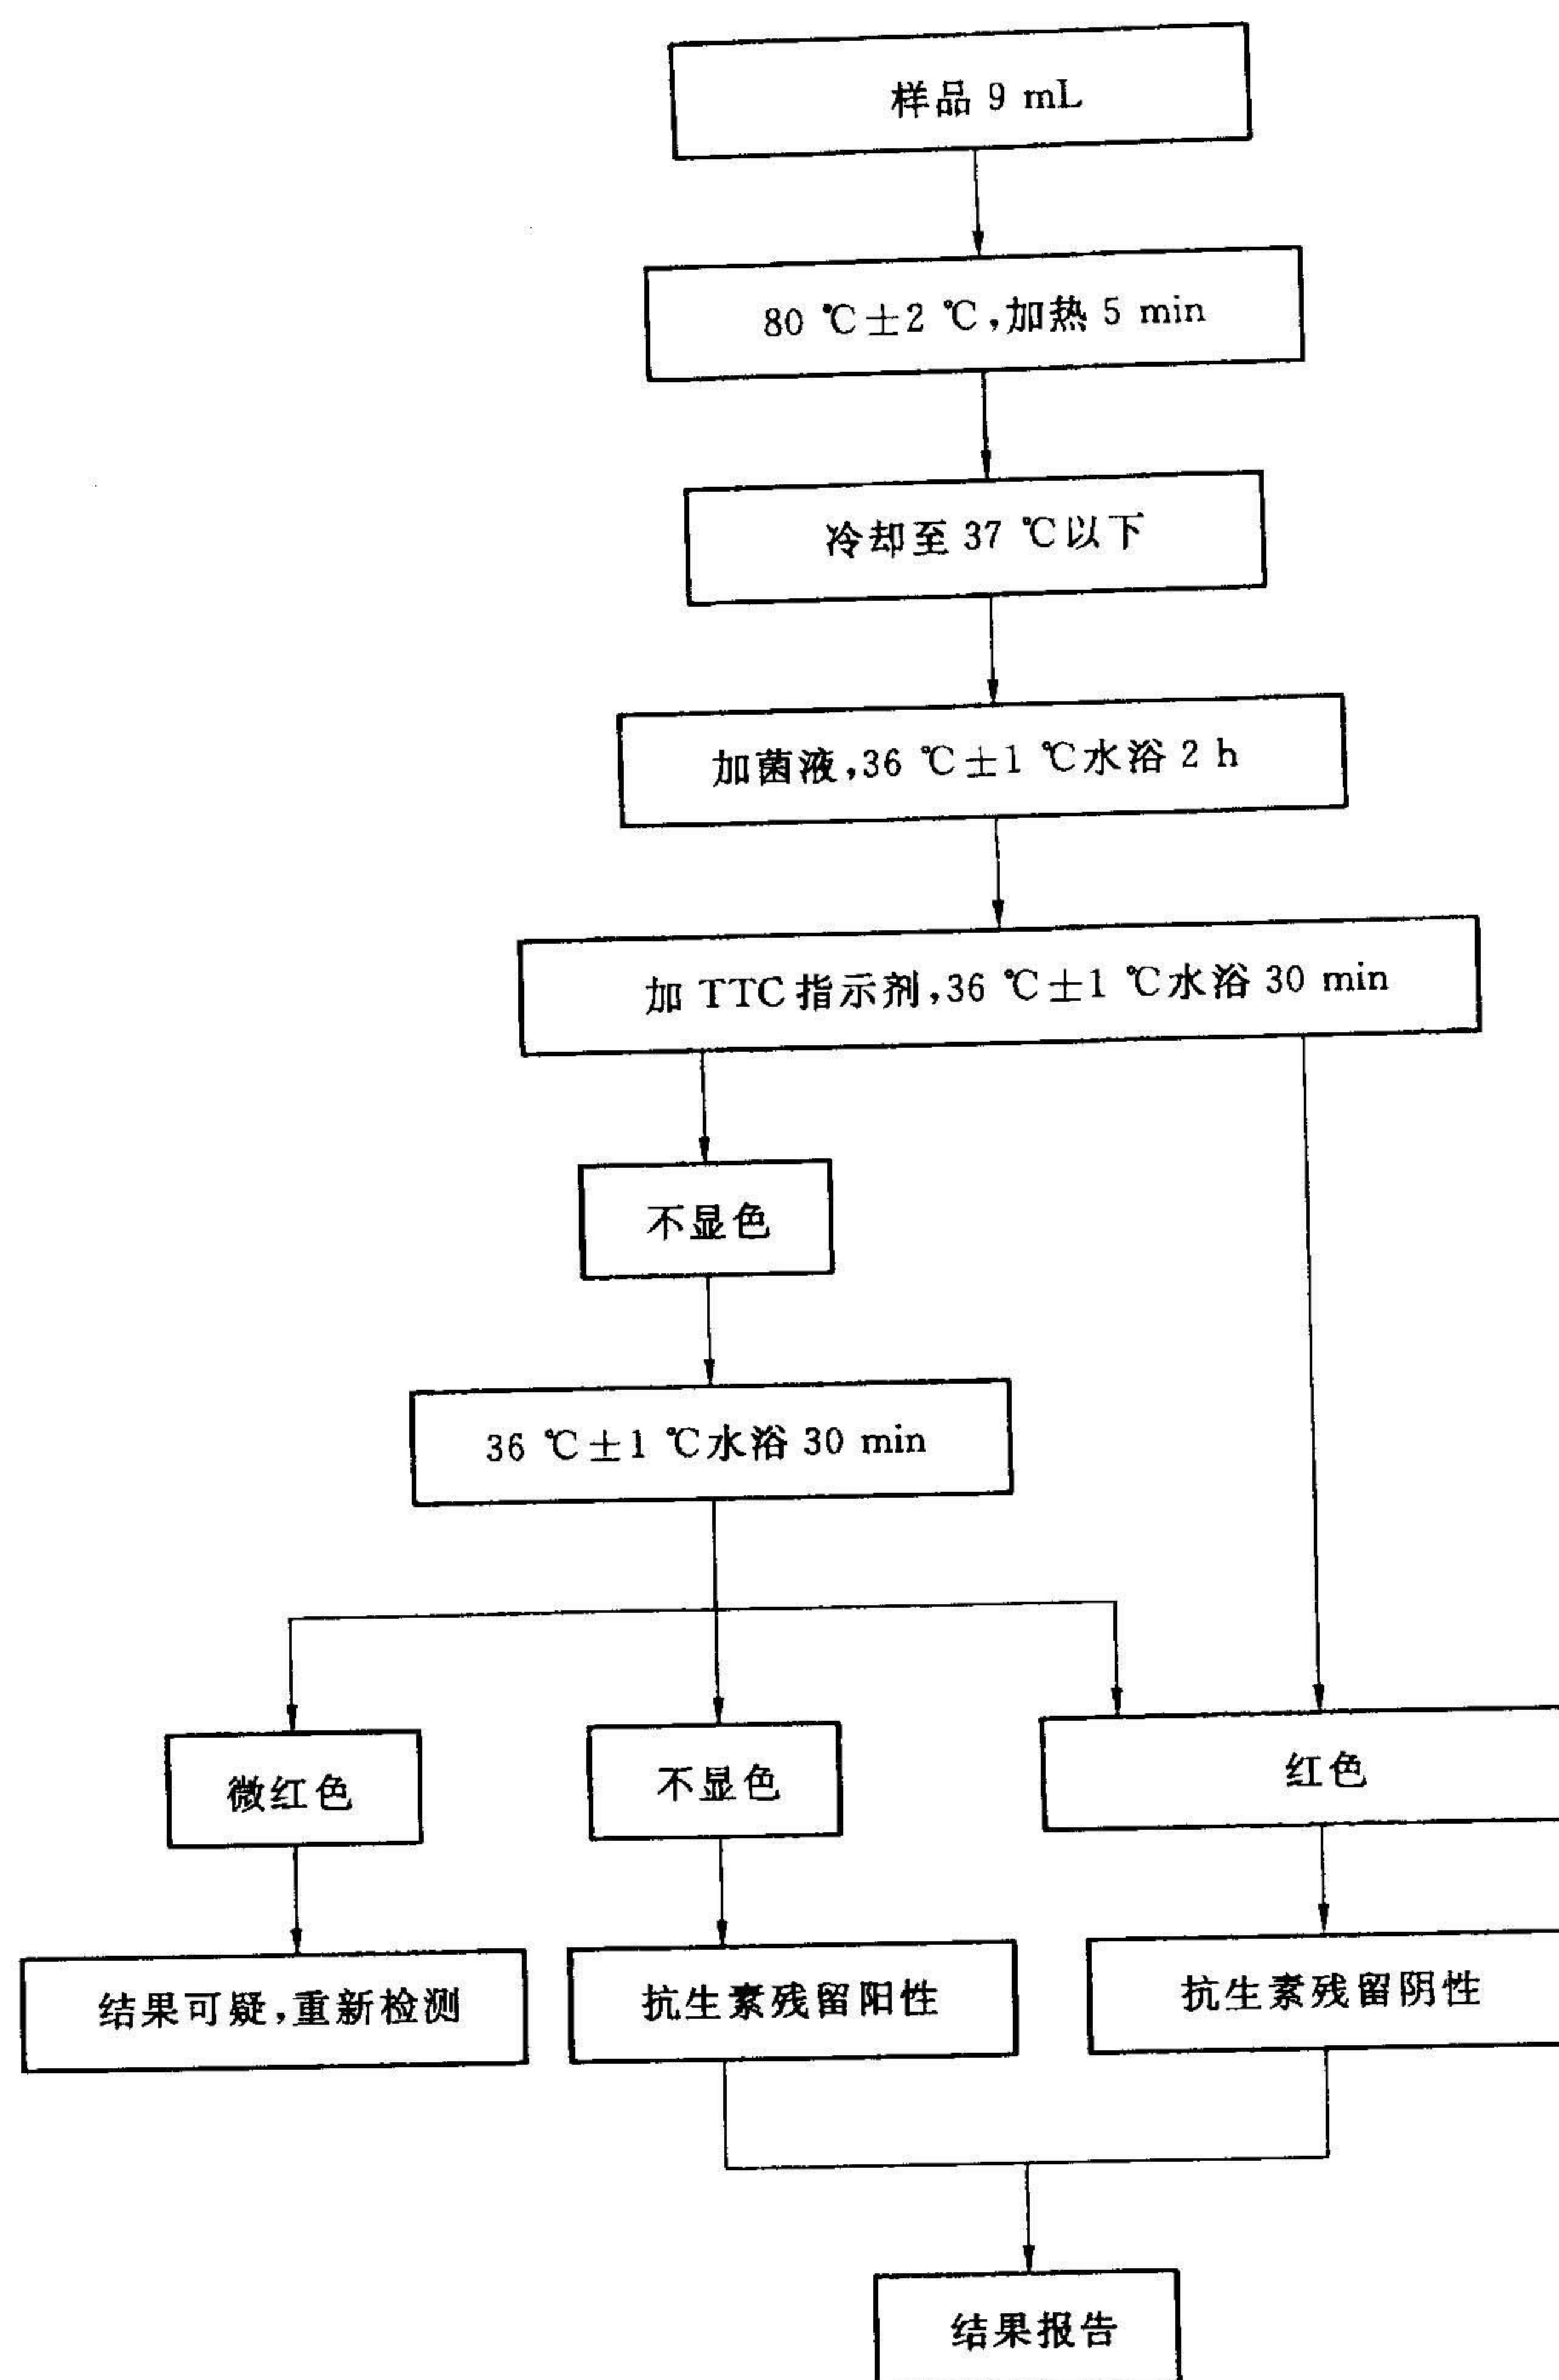 样品 9 mL
80 ℃±2 ℃,加热 5 min
冷却至 37 ℃以下
加菌液,36 ℃±1 ℃水浴 2 h
加 TTC 指示剂,36 ℃±1 ℃水浴 30 min
不显色
36 ℃±1 ℃水浴 30 min
微红色
不显色
红色
结果可疑,重新检测
抗生素残留阳性
抗生素残留阴性
结果报告